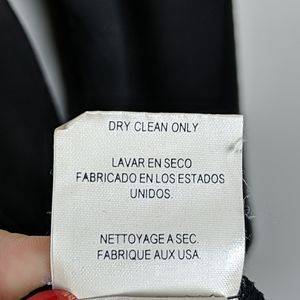 DRY CLEAN ONLY
LAVAR EN SECO
FABRICADO EN LOS ESTADOS
UNIDOS.
NETTOYAGE A SEC.
FABRIQUE AUX USA